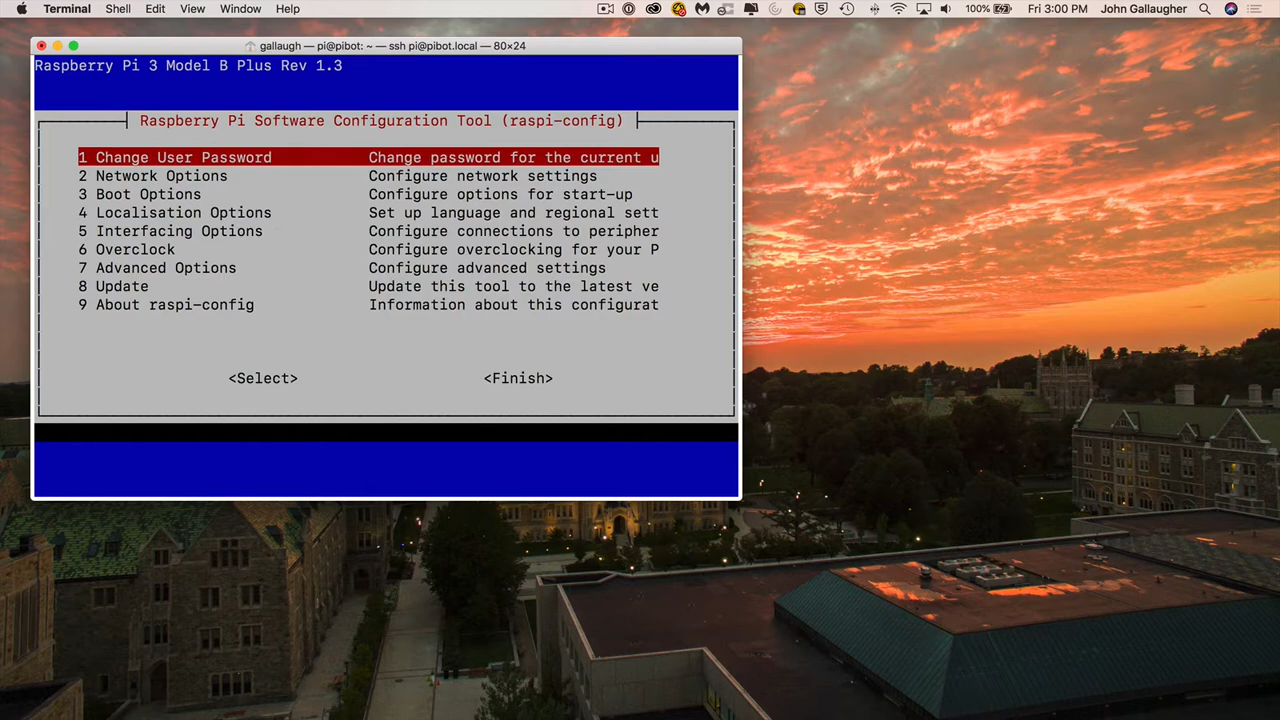 Terminal Shell Edit View Window Help 100% Fri 3:00 PM John Gallaugher
gallaugh — pi@pibot: ~ — ssh pi@pibot.local — 80×24
Raspberry Pi 3 Model B Plus Rev 1.3
Raspberry Pi Software Configuration Tool (raspi-config)
1 Change User Password Change password for the current u
2 Network Options Configure network settings
3 Boot Options Configure options for start-up
4 Localisation Options Set up language and regional sett
5 Interfacing Options Configure connections to peripher
6 Overclock Configure overclocking for your P
7 Advanced Options Configure advanced settings
8 Update Update this tool to the latest ve
9 About raspi-config Information about this configurat
<Select> <Finish>